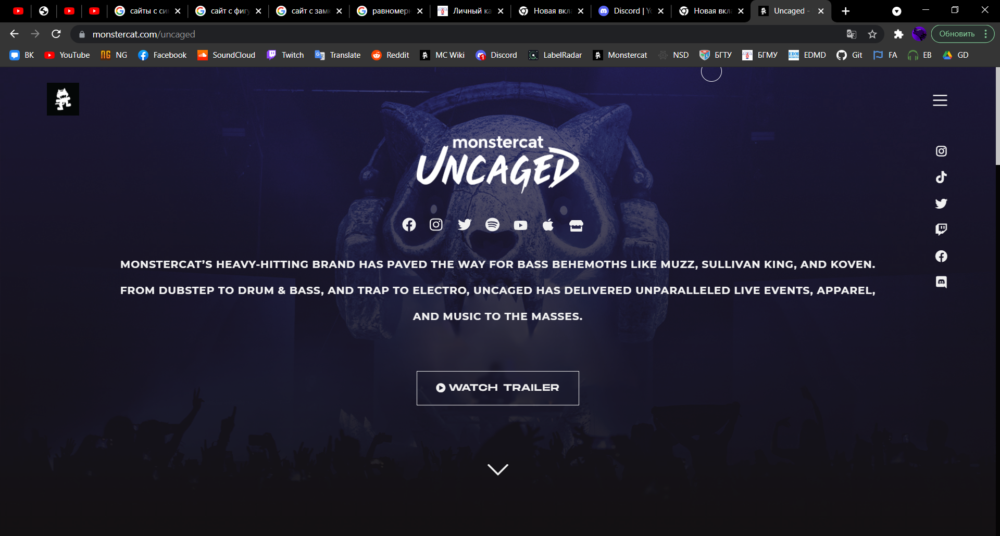 сайты с сим
сайт с фигу
сайт с замк
равномерн
Личный ка
Новая вкла
Discord | Yo
Новая вкла
Uncaged -
monstercat.com/uncaged
Обновить
ВК YouTube NG Facebook SoundCloud Twitch Translate Reddit MC Wiki Discord LabelRadar Monstercat NSD БГТУ БГМУ EDMD Git FA EB GD
monstercat
UNCAGED
MONSTERCAT’S HEAVY-HITTING BRAND HAS PAVED THE WAY FOR BASS BEHEMOTHS LIKE MUZZ, SULLIVAN KING, AND KOVEN.
FROM DUBSTEP TO DRUM & BASS, AND TRAP TO ELECTRO, UNCAGED HAS DELIVERED UNPARALLELED LIVE EVENTS, APPAREL,
AND MUSIC TO THE MASSES.
WATCH TRAILER